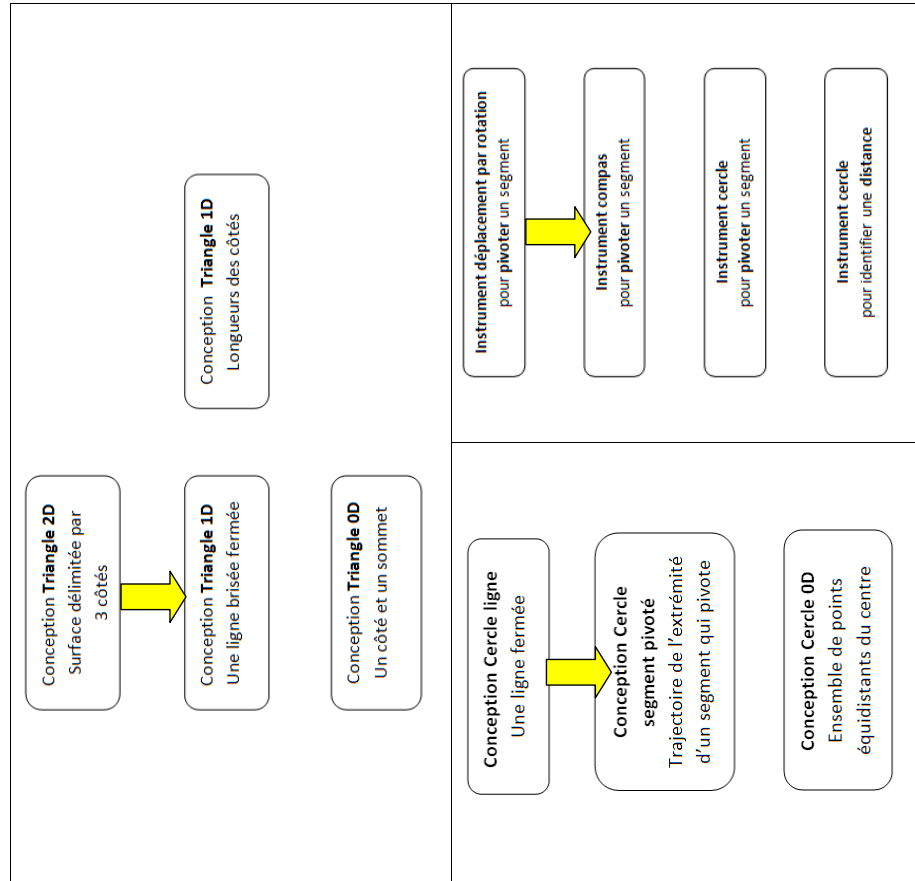 Conception Triangle 2D
Surface délimitée par
3 côtés
Conception Triangle 1D
Une ligne brisée fermée
Conception Triangle 0D
Un côté et un sommet
Conception Triangle 1D
Longueurs des côtés
Conception Cercle ligne
Une ligne fermée
Conception Cercle
segment pivoté
Trajectoire de l'extrémité
d'un segment qui pivote
Conception Cercle 0D
Ensemble de points
équidistants du centre
Instrument déplacement par rotation
pour pivoter un segment
Instrument compas
pour pivoter un segment
Instrument cercle
pour pivoter un segment
Instrument cercle
pour identifier une distance